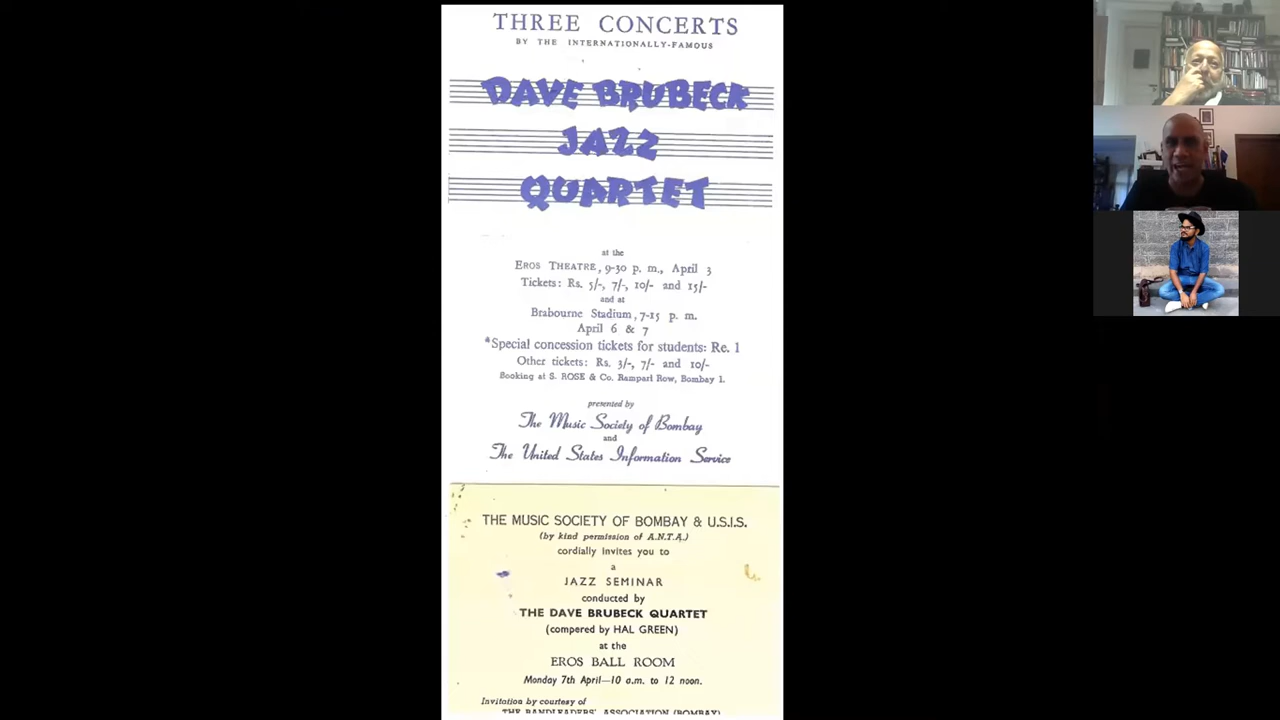 THREE CONCERTS
BY THE INTERNATIONALLY-FAMOUS
DAVE BRUBECK
JAZZ
QUARTET
at the
EROS THEATRE, 9-30 p. m., April 3
Tickets: Rs. 5/-, 7/-, 10/- and 15/-
and at
Brabourne Stadium, 7-15 p. m.
April 6 & 7
*Special concession tickets for students: Re. 1
Other tickets: Rs. 3/-, 7/- and 10/-
Booking at S. ROSE & Co. Rampart Row, Bombay 1.
presented by
The Music Society of Bombay
and
The United States Information Service
THE MUSIC SOCIETY OF BOMBAY & U.S.I.S.
(by kind permission of A.N.T.A.)
cordially invites you to
a
JAZZ SEMINAR
conducted by
THE DAVE BRUBECK QUARTET
(compered by HAL GREEN)
at the
EROS BALL ROOM
Monday 7th April—10 a.m. to 12 noon.
Invitation by courtesy of
THE BANDLEADERS' ASSOCIATION (BOMBAY)